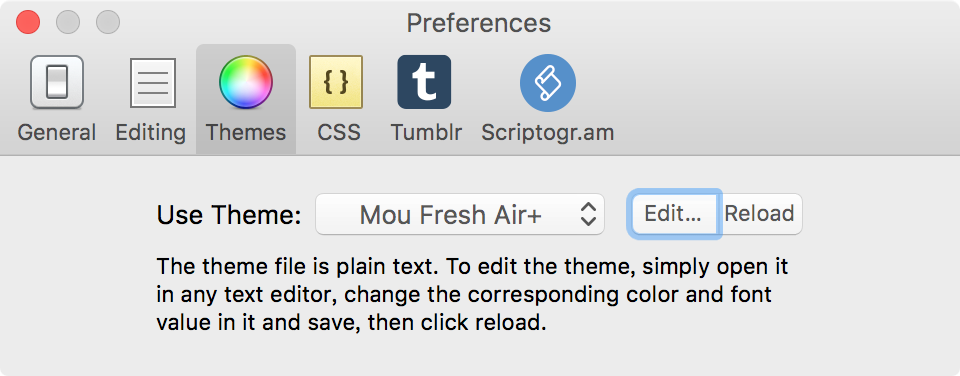 Preferences
General Editing Themes CSS Tumblr Scriptogr.am
Use Theme: Mou Fresh Air+ Edit... Reload
The theme file is plain text. To edit the theme, simply open it
in any text editor, change the corresponding color and font
value in it and save, then click reload.